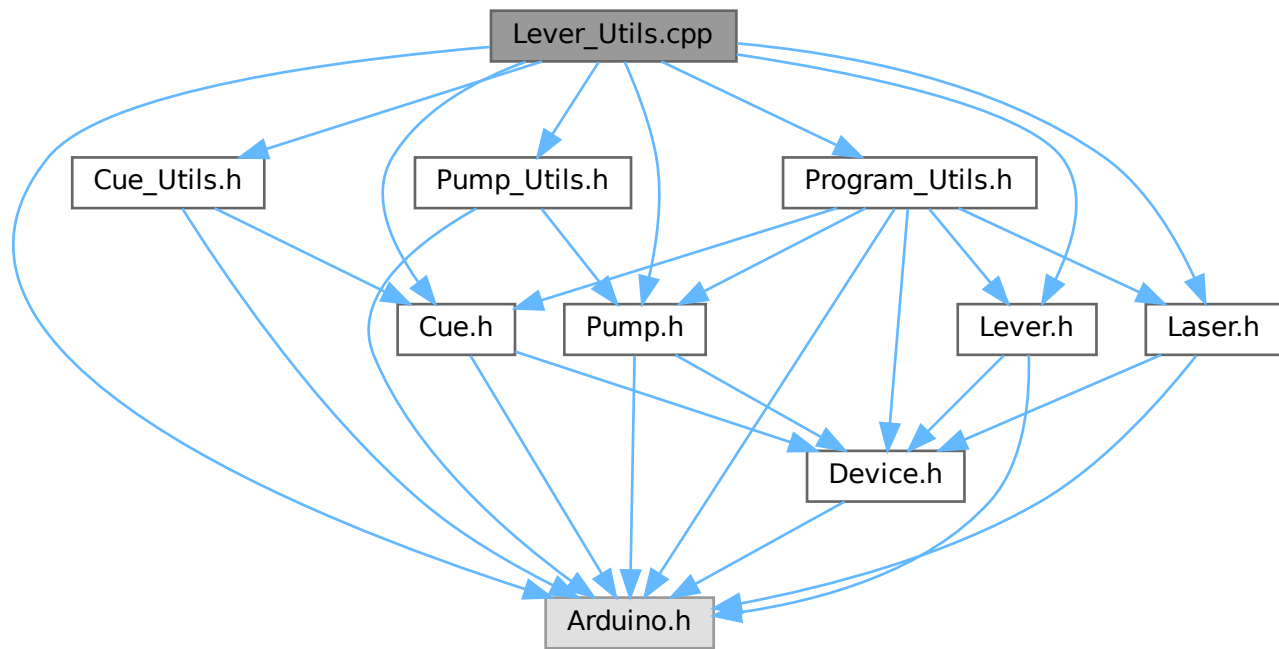 Lever_Utils.cpp
Cue_Utils.h
Pump_Utils.h
Program_Utils.h
Cue.h
Pump.h
Lever.h
Laser.h
Device.h
Arduino.h